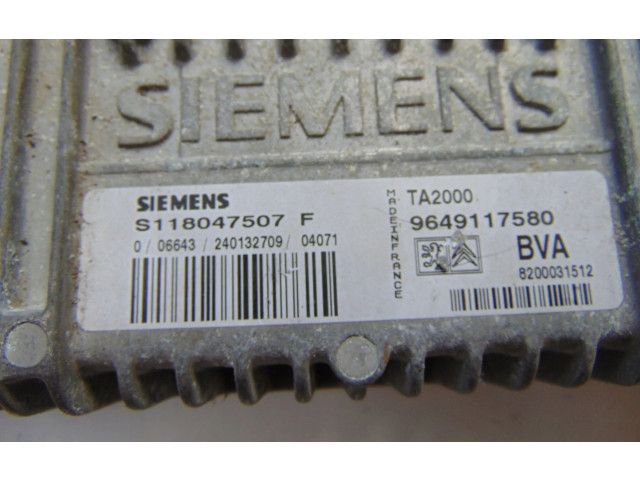 SIEMENS
SIEMENS
S118047507 F
0 / 06643 / 240132709 / 04071
MADE IN FRANCE
TA2000
9649117580
BVA
8200031512